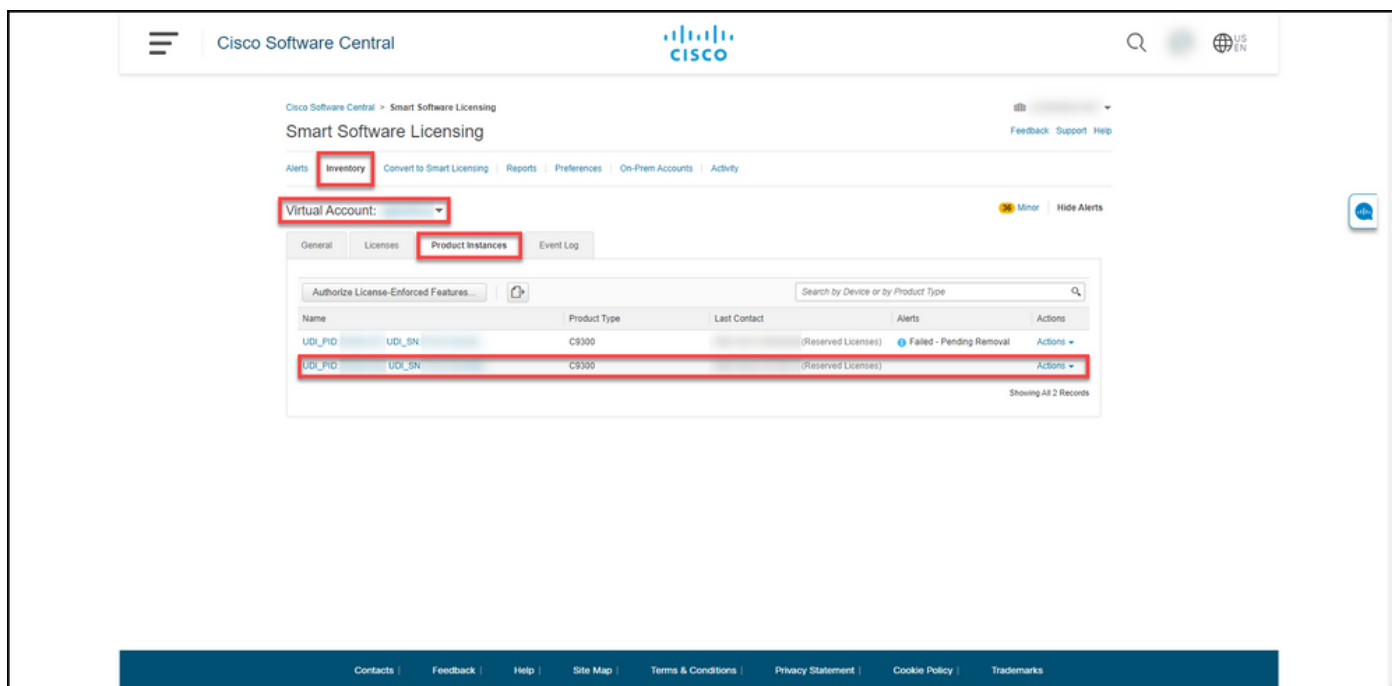 Cisco Software Central
CISCO
US
EN
Cisco Software Central > Smart Software Licensing
Smart Software Licensing
Feedback Support Help
Alerts Inventory Convert to Smart Licensing | Reports | Preferences | On-Prem Accounts | Activity
Virtual Account:
36 Minor | Hide Alerts
General Licenses Product Instances Event Log
Authorize License-Enforced Features... Search by Device or by Product Type
Name Product Type Last Contact Alerts Actions
UDI_PID: UDI_SN: C9300 (Reserved Licenses) Failed - Pending Removal Actions
UDI_PID: UDI_SN: C9300 (Reserved Licenses) Actions
Showing All 2 Records
Contacts | Feedback | Help | Site Map | Terms & Conditions | Privacy Statement | Cookie Policy | Trademarks